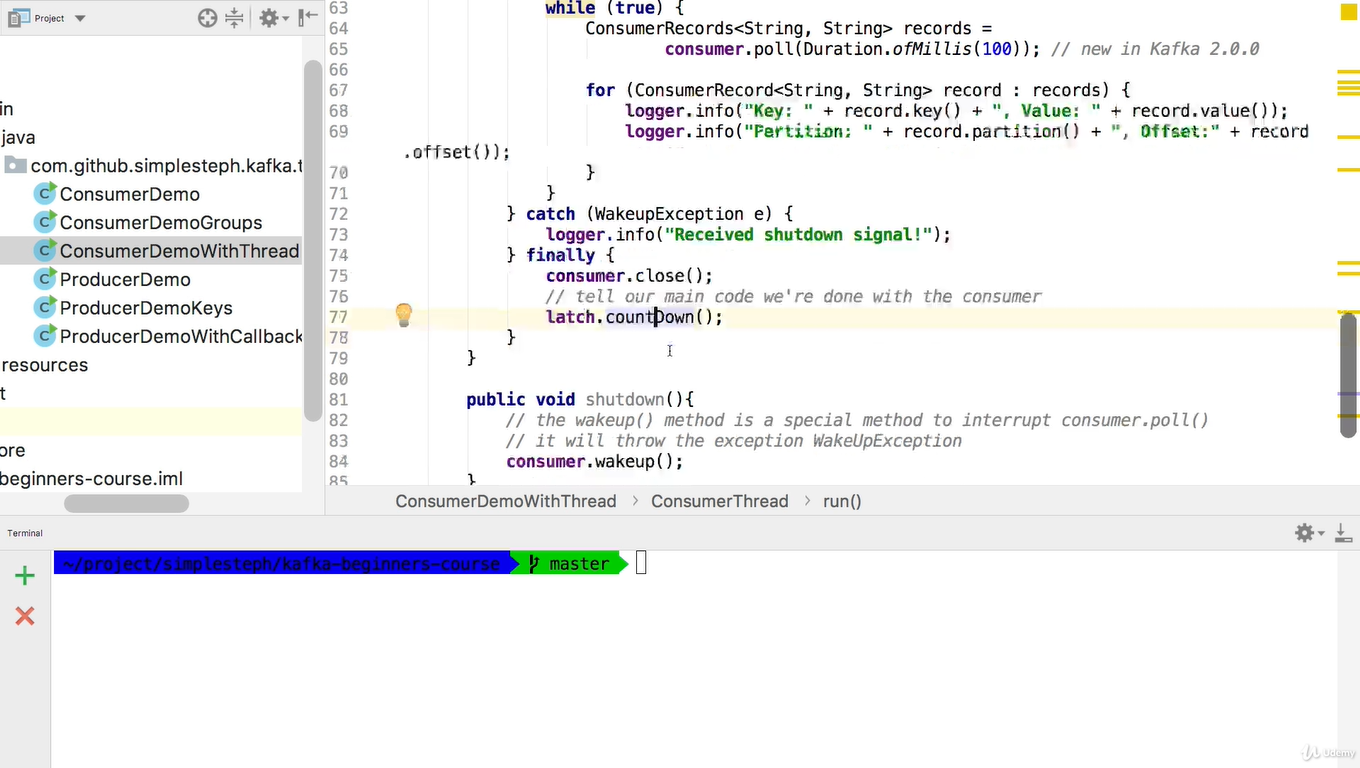 Project
in
java
com.github.simplesteph.kafka.t
ConsumerDemo
ConsumerDemoGroups
ConsumerDemoWithThread
ProducerDemo
ProducerDemoKeys
ProducerDemoWithCallback
resources
t
ore
beginners-course.iml
63 while (true) {
64 ConsumerRecords<String, String> records =
65 consumer.poll(Duration.ofMillis(100)); // new in Kafka 2.0.0
66
67 for (ConsumerRecord<String, String> record : records) {
68 logger.info("Key: " + record.key() + ", Value: " + record.value());
69 logger.info("Partition: " + record.partition() + ", Offset:" + record
.offset());
70 }
71 }
72 } catch (WakeupException e) {
73 logger.info("Received shutdown signal!");
74 } finally {
75 consumer.close();
76 // tell our main code we're done with the consumer
77 latch.countDown();
78 }
79 }
80
81 public void shutdown(){
82 // the wakeup() method is a special method to interrupt consumer.poll()
83 // it will throw the exception WakeUpException
84 consumer.wakeup();
85 }
ConsumerDemoWithThread > ConsumerThread > run()
Terminal
~/project/simplesteph/kafka-beginners-course master
Udemy